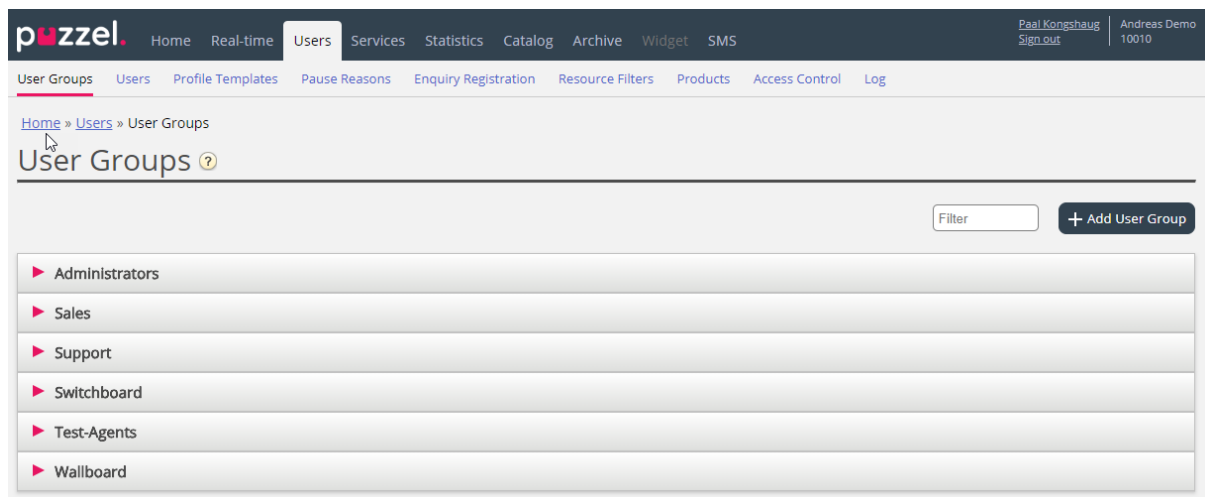 puzzel. Home Real-time Users Services Statistics Catalog Archive Widget SMS
Paal Kongshaug Andreas Demo
Sign out 10010
User Groups Users Profile Templates Pause Reasons Enquiry Registration Resource Filters Products Access Control Log
Home » Users » User Groups
User Groups ?
Filter + Add User Group
Administrators
Sales
Support
Switchboard
Test-Agents
Wallboard